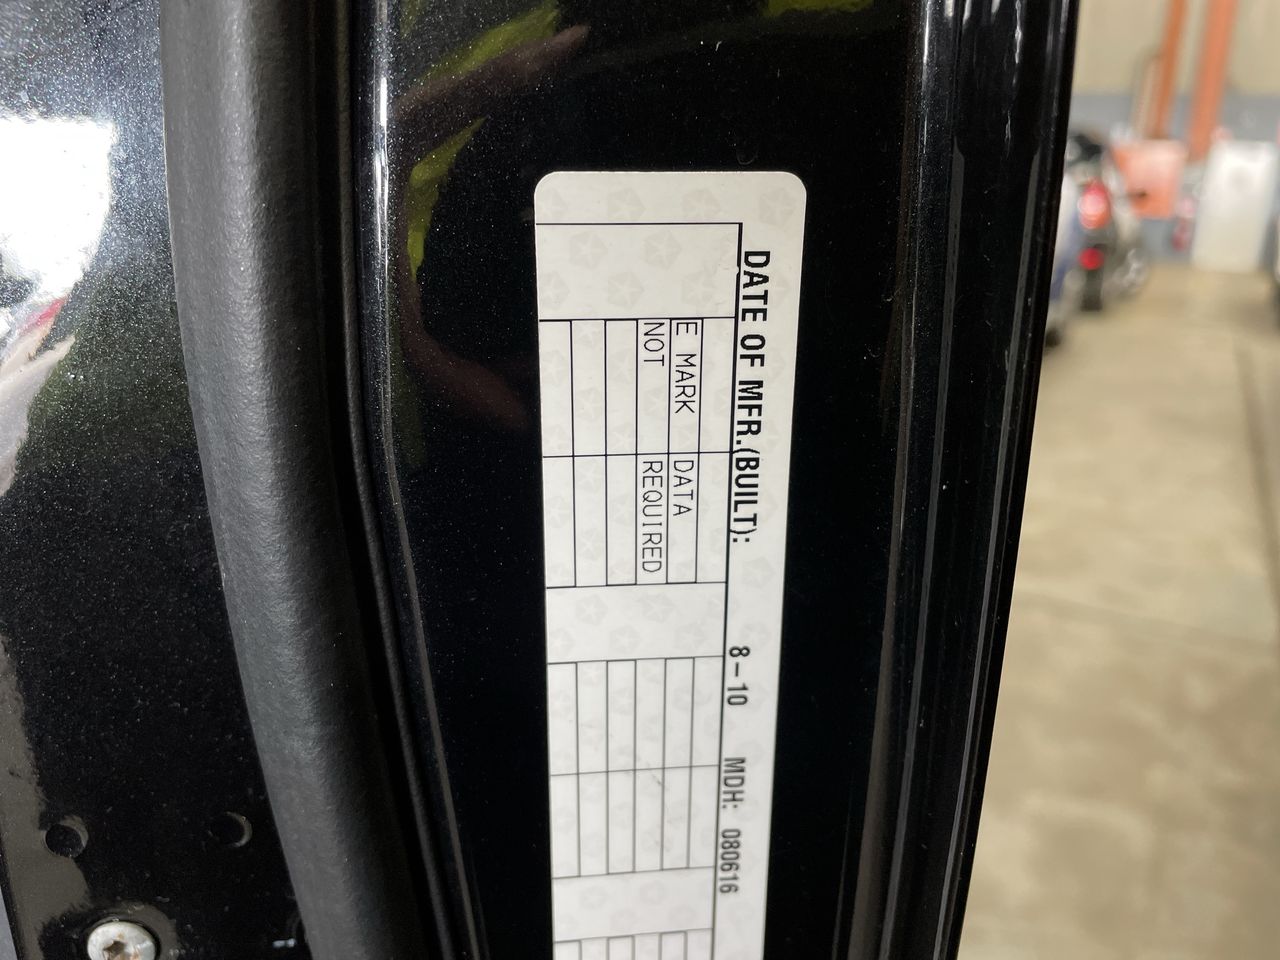 DATE OF MFR.(BUILT): 8-10 MDH: 080616
E MARK DATA
NOT REQUIRED